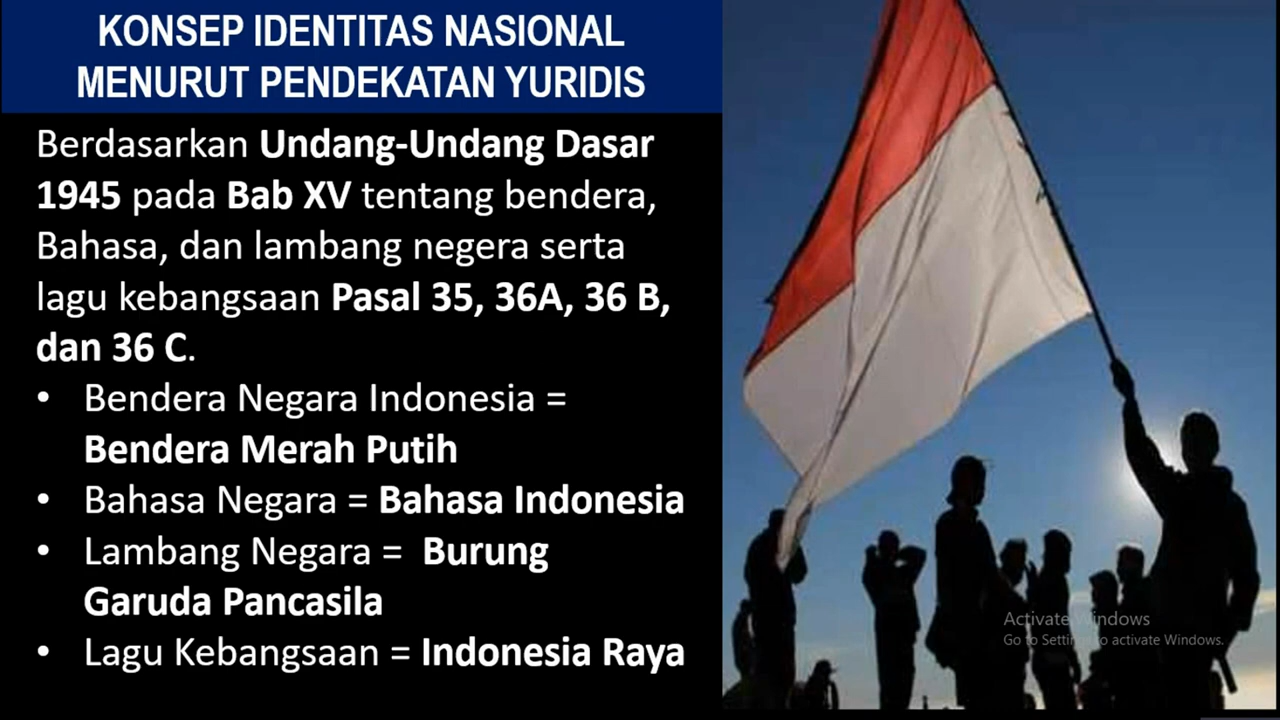 KONSEP IDENTITAS NASIONAL
MENURUT PENDEKATAN YURIDIS
Berdasarkan Undang-Undang Dasar
1945 pada Bab XV tentang bendera,
Bahasa, dan lambang negera serta
lagu kebangsaan Pasal 35, 36A, 36 B,
dan 36 C.
• Bendera Negara Indonesia =
Bendera Merah Putih
• Bahasa Negara = Bahasa Indonesia
• Lambang Negara = Burung
Garuda Pancasila
• Lagu Kebangsaan = Indonesia Raya
Activate Windows
Go to Settings to activate Windows.